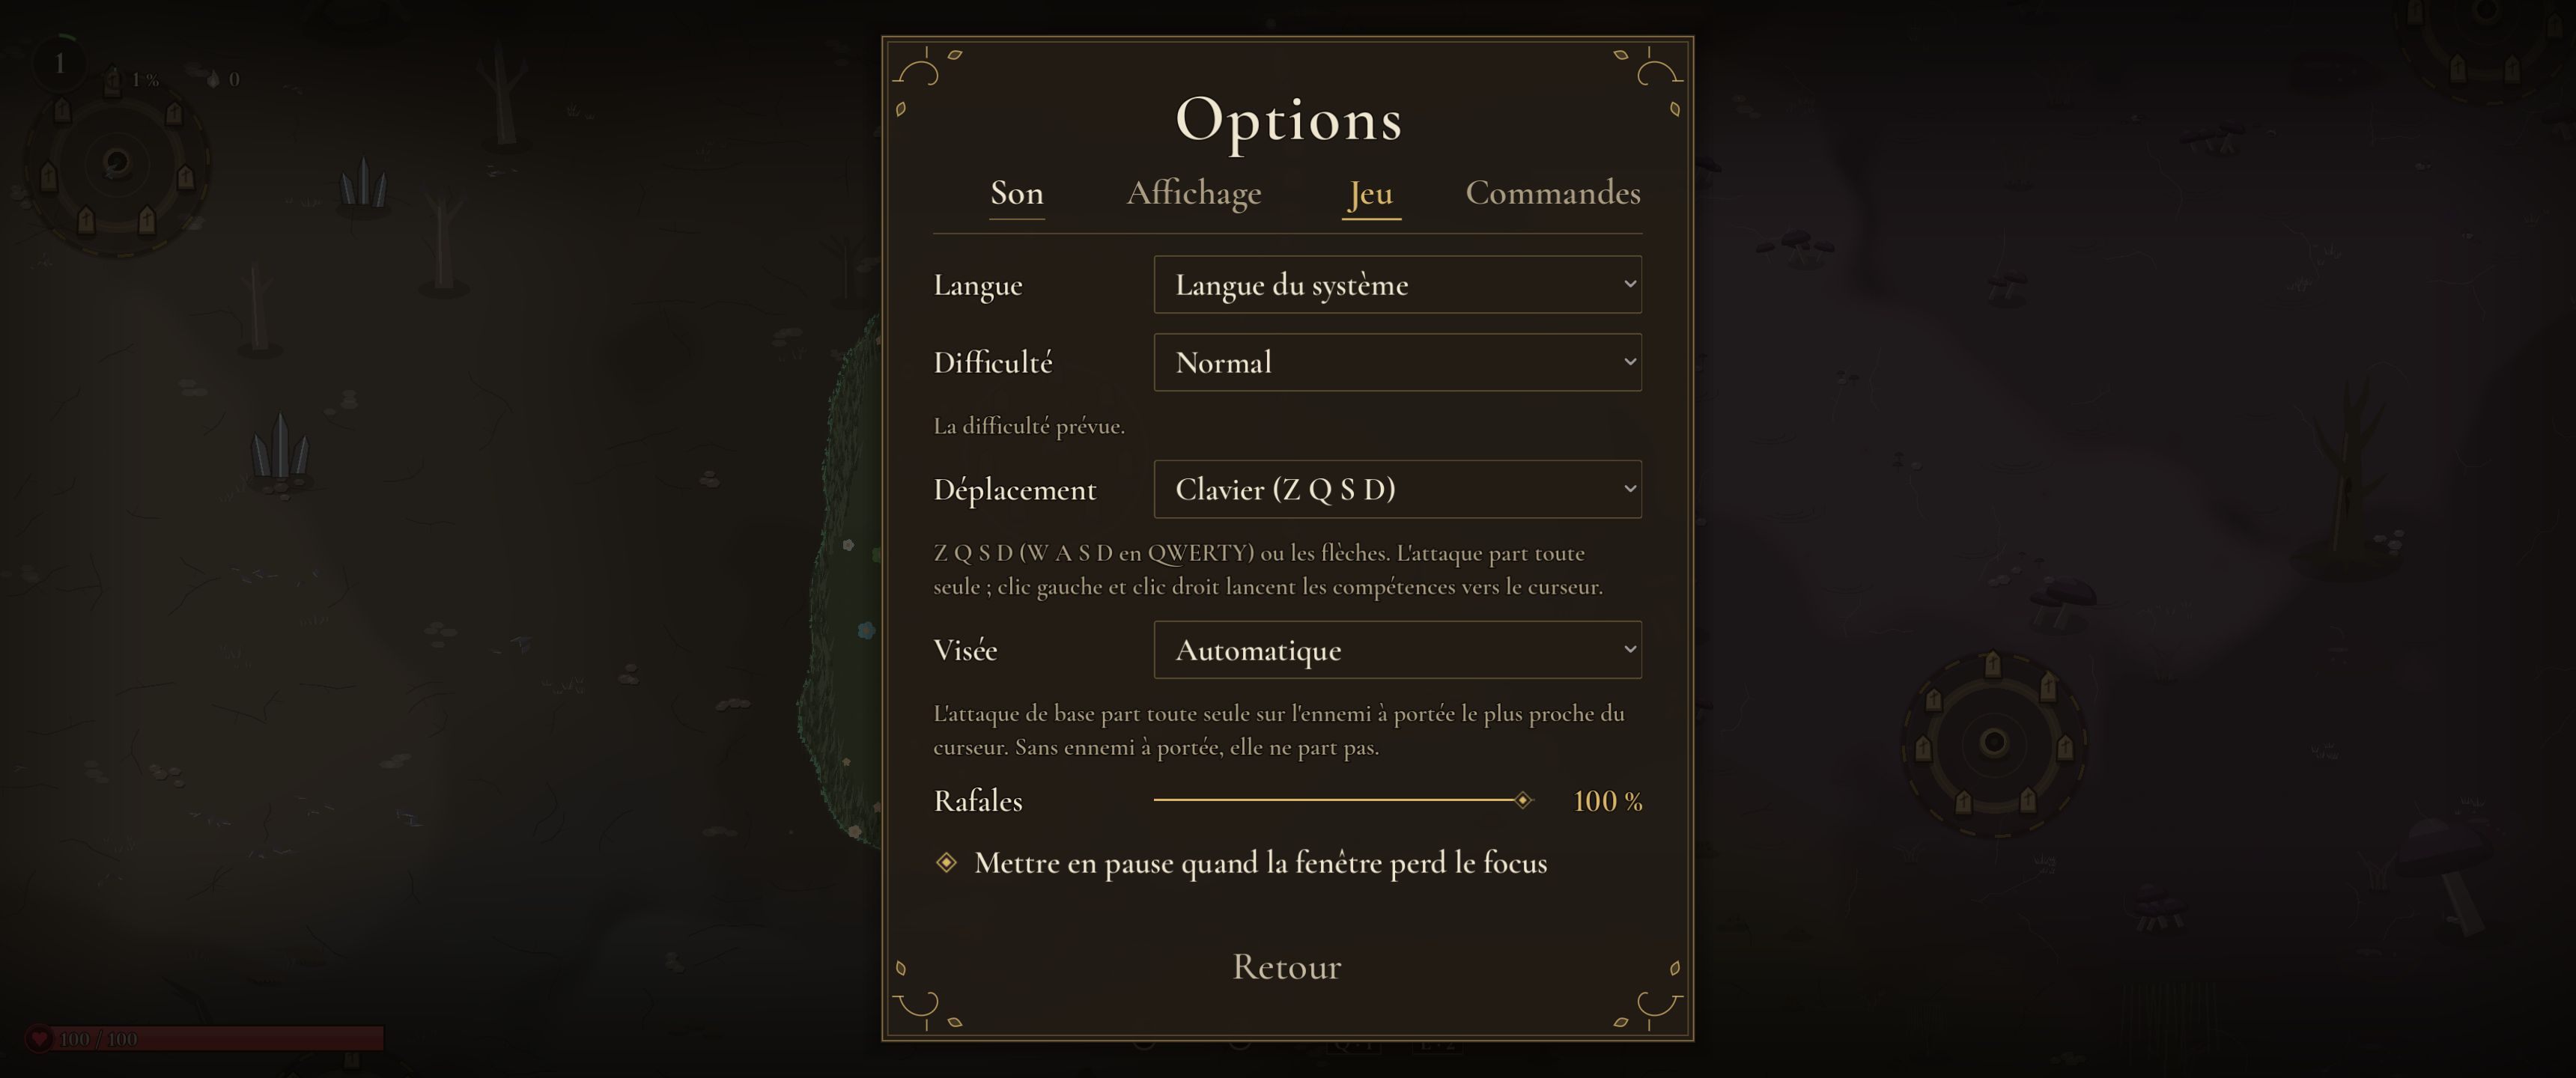 1
1 %
0
Options
Son
Affichage
Jeu
Commandes
Langue
Langue du système
Difficulté
Normal
La difficulté prévue.
Déplacement
Clavier (Z Q S D)
Z Q S D (W A S D en QWERTY) ou les flèches. L'attaque part toute
seule ; clic gauche et clic droit lancent les compétences vers le curseur.
Visée
Automatique
L'attaque de base part toute seule sur l'ennemi à portée le plus proche du
curseur. Sans ennemi à portée, elle ne part pas.
Rafales
100 %
Mettre en pause quand la fenêtre perd le focus
Retour
100 / 100